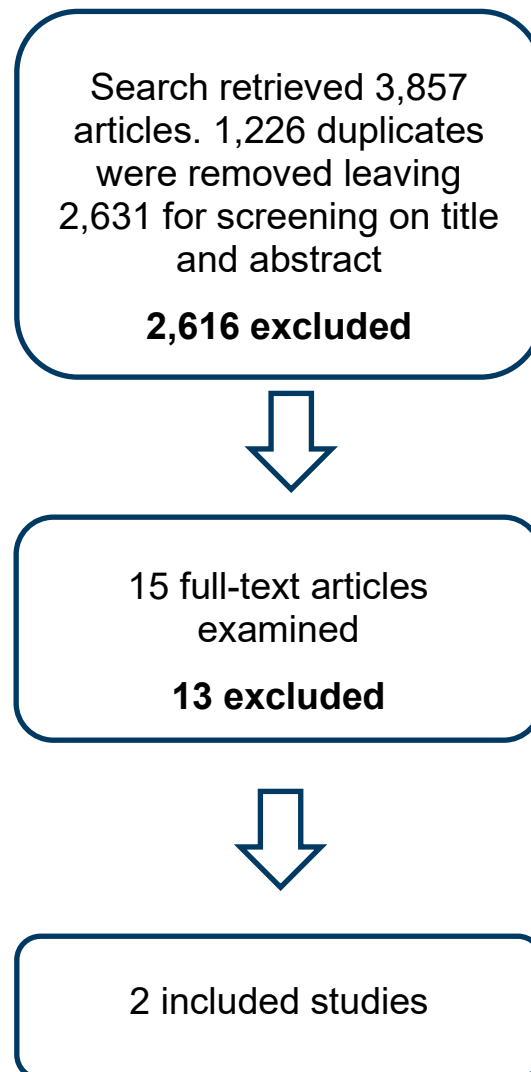 Search retrieved 3,857
articles. 1,226 duplicates
were removed leaving
2,631 for screening on title
and abstract
2,616 excluded
15 full-text articles
examined
13 excluded
2 included studies